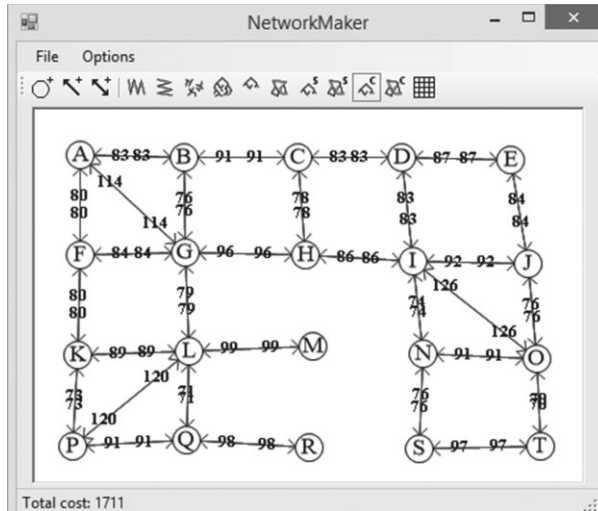 NetworkMaker
File Options
A 83 83 B 91 91 C 83 83 D 87 87 E
114
80 76 78 83 84
80 76 78 83 84
114
F 84 84 G 96 96 H 86 86 I 92 92 J
126
80 79 74 76
80 79 74 76
126
K 89 89 L 99 99 M N 91 91 O
120
73 71 76
73 71 76
120
P 91 91 Q 98 98 R S 97 97 T
Total cost: 1711